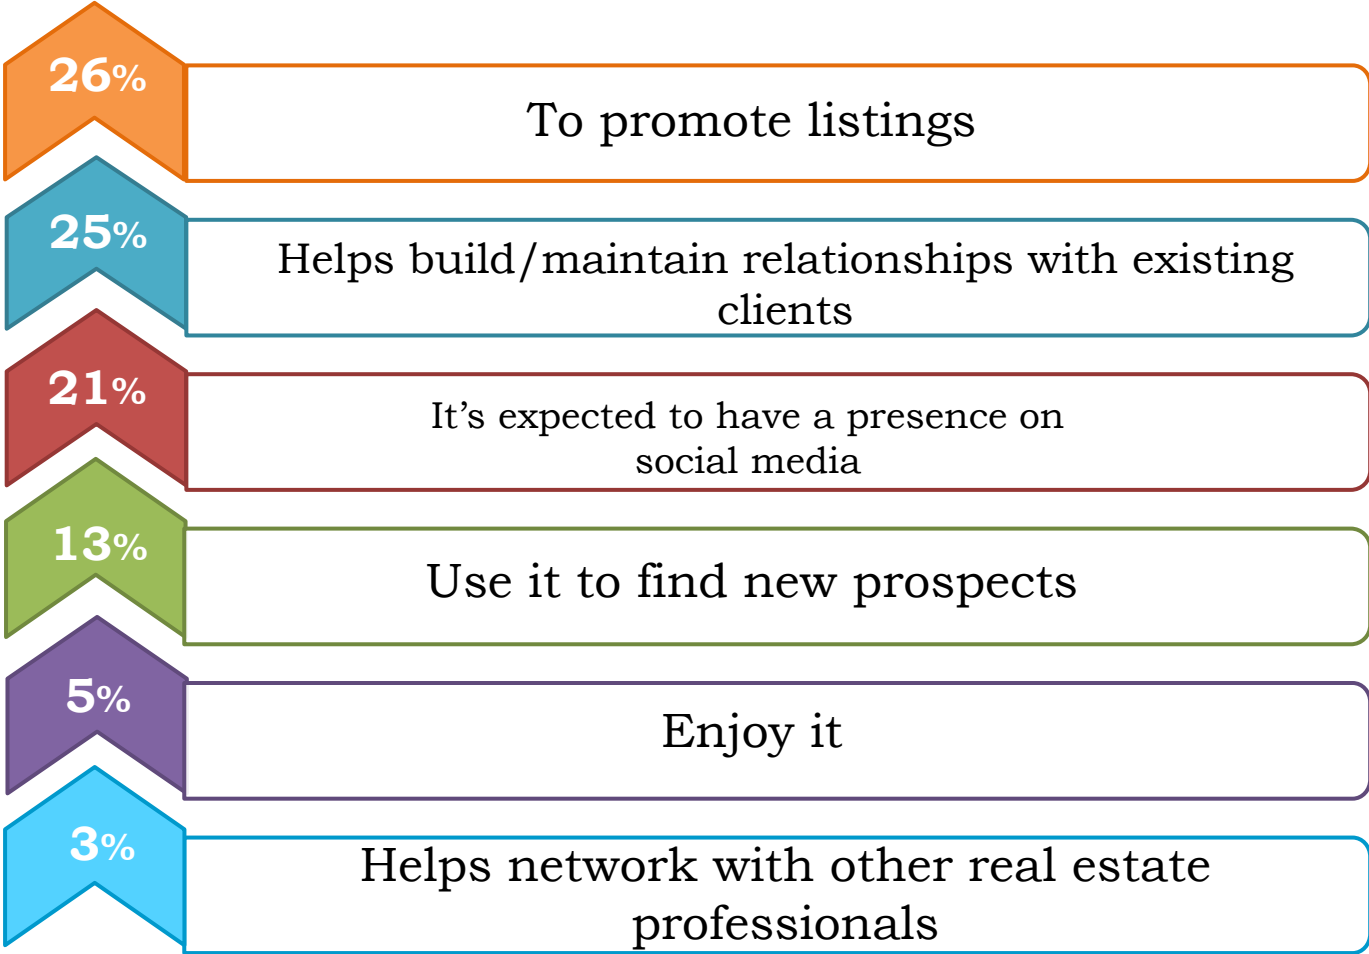 26%
To promote listings
25%
Helps build/maintain relationships with existing
clients
21%
It’s expected to have a presence on
social media
13%
Use it to find new prospects
5%
Enjoy it
3%
Helps network with other real estate
professionals